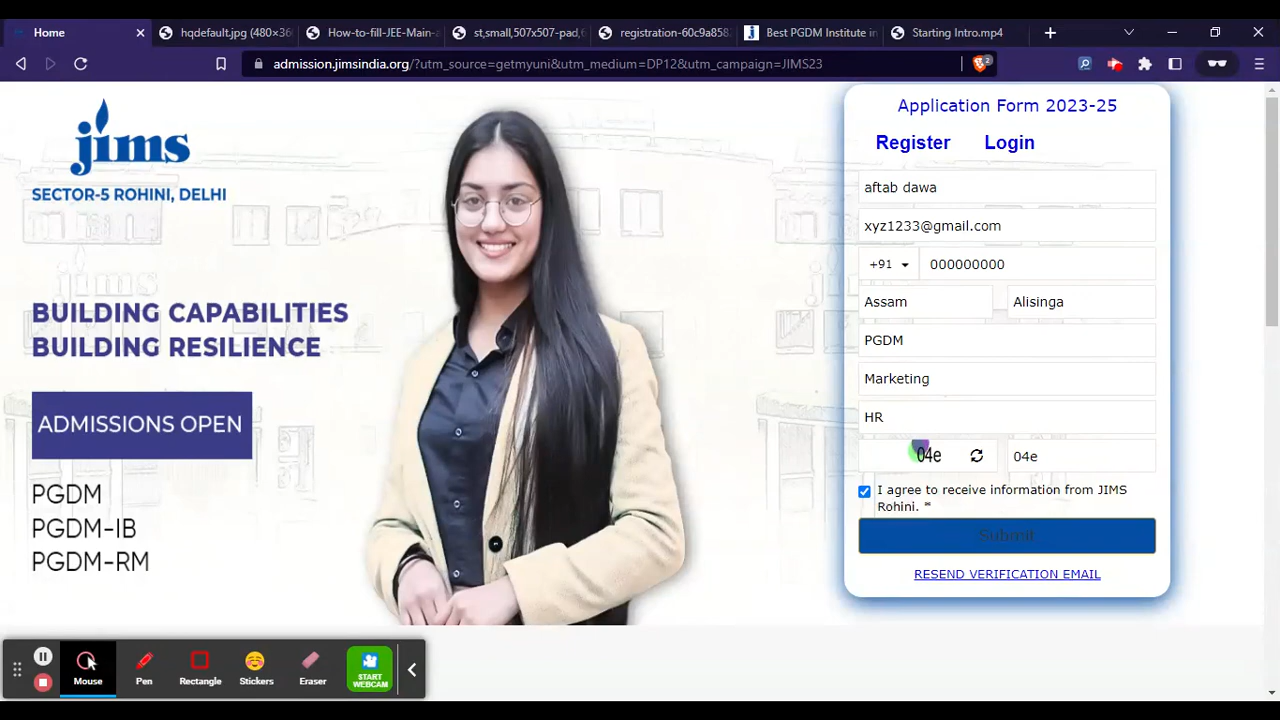 Home
hqdefault.jpg (480×36
How-to-fill-JEE-Main-
st,small,507x507-pad,6
registration-60c9a858
Best PGDM Institute in
Starting Intro.mp4
admission.jimsindia.org/?utm_source=getmyuni&utm_medium=DP12&utm_campaign=JIMS23
2
jims
SECTOR-5 ROHINI, DELHI
BUILDING CAPABILITIES
BUILDING RESILIENCE
ADMISSIONS OPEN
PGDM
PGDM-IB
PGDM-RM
Application Form 2023-25
Register Login
aftab dawa
xyz1233@gmail.com
+91 000000000
Assam Alisinga
PGDM
Marketing
HR
04e 04e
I agree to receive information from JIMS
Rohini. *
Submit
RESEND VERIFICATION EMAIL
Mouse Pen Rectangle Stickers Eraser
START
WEBCAM